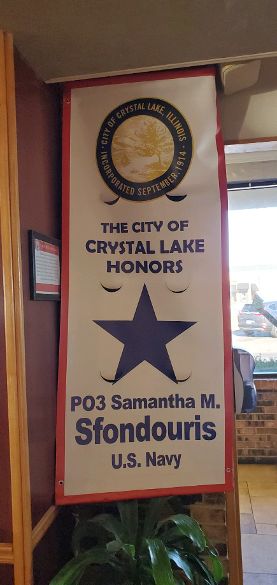 CITY OF CRYSTAL LAKE, ILLINOIS
INCORPORATED SEPTEMBER, 1914
THE CITY OF
CRYSTAL LAKE
HONORS
PO3 Samantha M.
Sfondouris
U.S. Navy